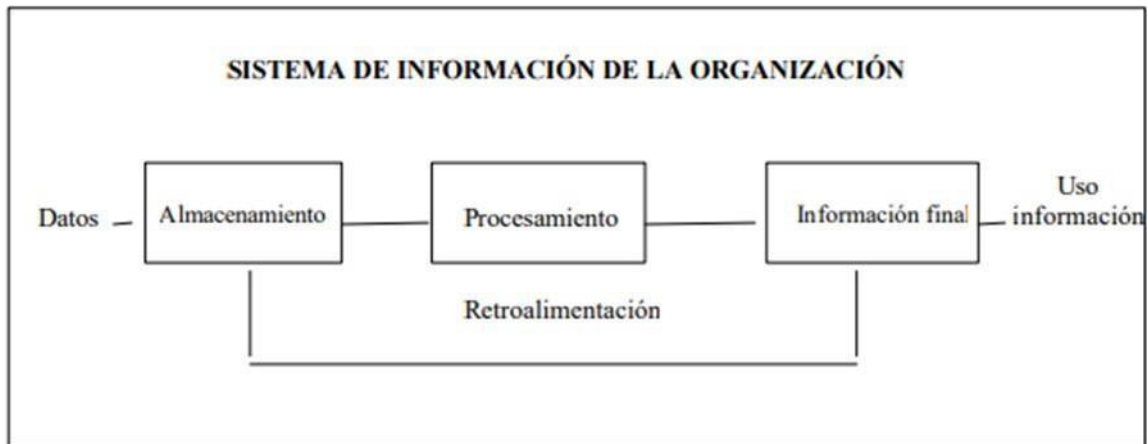 SISTEMA DE INFORMACIÓN DE LA ORGANIZACIÓN
Datos
Almacenamiento
Procesamiento
Información final
Uso
información
Retroalimentación